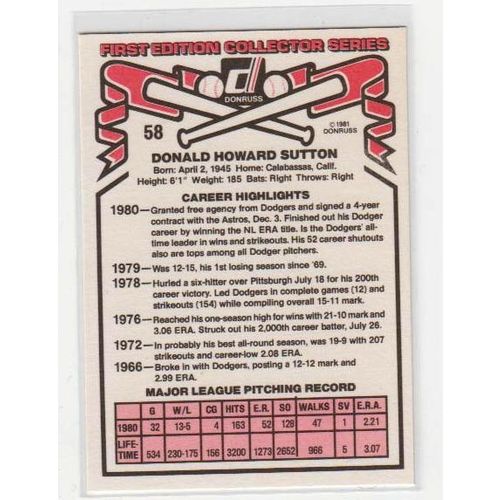 FIRST EDITION COLLECTOR SERIES
DONRUSS
58
© 1981
DONRUSS
DONALD HOWARD SUTTON
Born: April 2, 1945 Home: Calabassas, Calif.
Height: 6'1" Weight: 185 Bats: Right Throws: Right
CAREER HIGHLIGHTS
1980—Granted free agency from Dodgers and signed a 4-year
contract with the Astros, Dec. 3. Finished out his Dodger
career by winning the NL ERA title. Is the Dodgers' all-
time leader in wins and strikeouts. His 52 career shutouts
also are tops among all Dodger pitchers.
1979—Was 12-15, his 1st losing season since '69.
1978—Hurled a six-hitter over Pittsburgh July 18 for his 200th
career victory. Led Dodgers in complete games (12) and
strikeouts (154) while compiling overall 15-11 mark.
1976—Reached his one-season high for wins with 21-10 mark and
3.06 ERA. Struck out his 2,000th career batter, July 26.
1972—In probably his best all-round season, was 19-9 with 207
strikeouts and career-low 2.08 ERA.
1966—Broke in with Dodgers, posting a 12-12 mark and
2.99 ERA.
MAJOR LEAGUE PITCHING RECORD
G W/L CG HITS E.R. SO WALKS SV E.R.A.
1980 32 13-5 4 163 52 128 47 1 2.21
LIFE-
TIME 534 230-175 156 3200 1273 2652 966 5 3.07